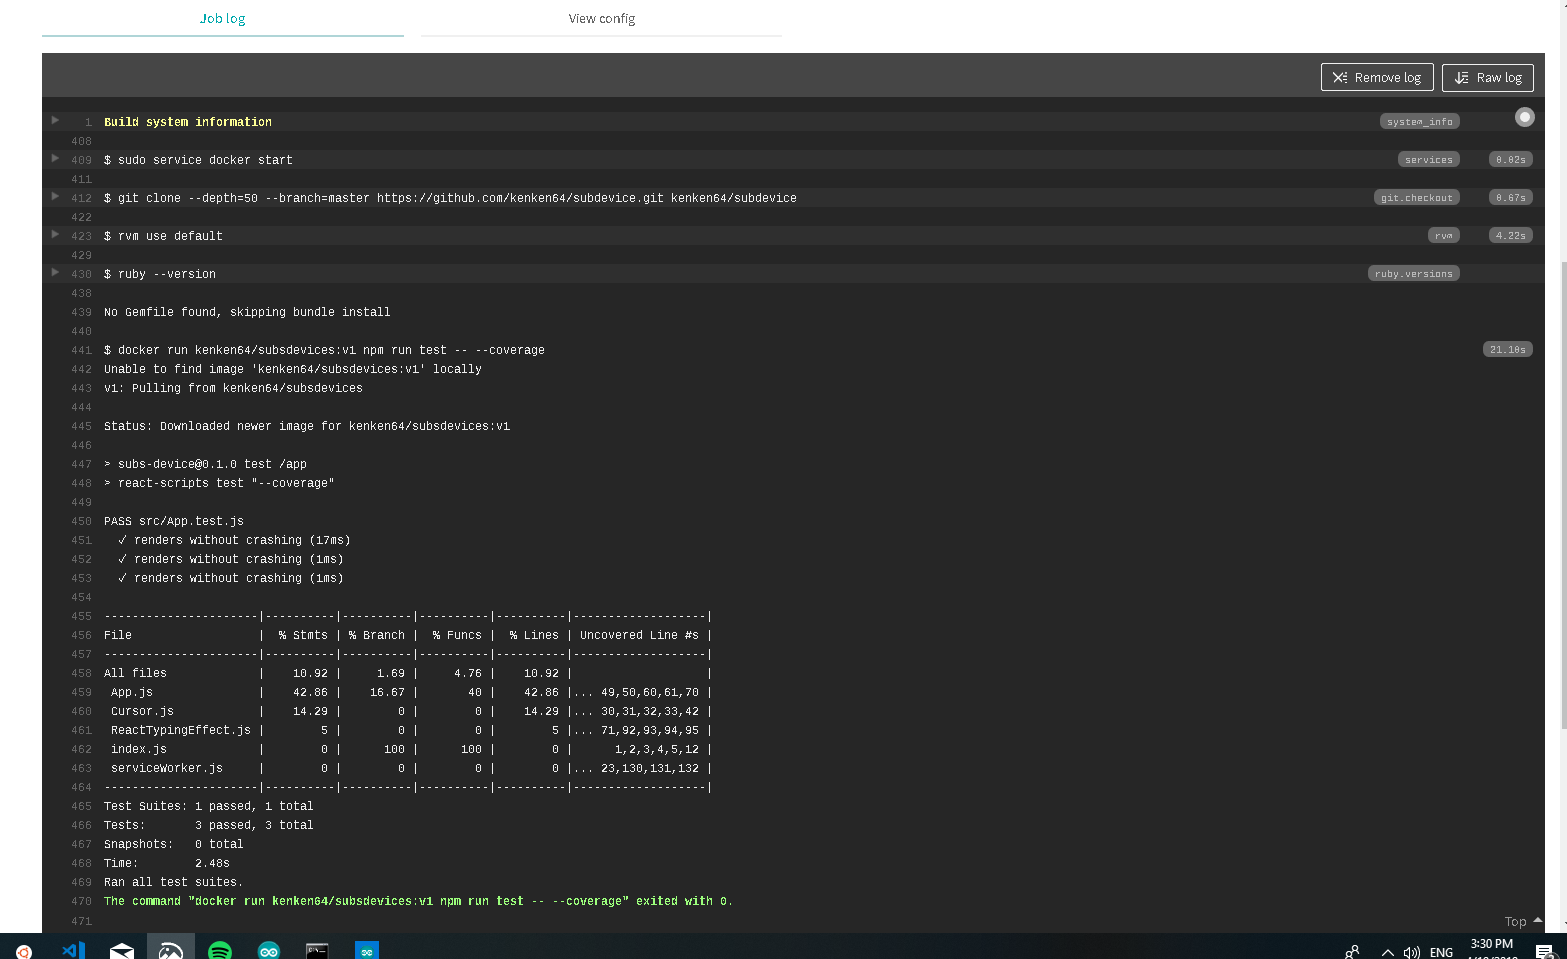 Job log
View config
Remove log
Raw log
1 Build system information system_info
408
409 $ sudo service docker start services 0.02s
411
412 $ git clone --depth=50 --branch=master https://github.com/kenken64/subdevice.git kenken64/subdevice git.checkout 0.67s
422
423 $ rvm use default rvm 4.22s
429
430 $ ruby --version ruby.versions
438
439 No Gemfile found, skipping bundle install
440
441 $ docker run kenken64/subsdevices:v1 npm run test -- --coverage 21.10s
442 Unable to find image 'kenken64/subsdevices:v1' locally
443 v1: Pulling from kenken64/subsdevices
444
445 Status: Downloaded newer image for kenken64/subsdevices:v1
446
447 > subs-device@0.1.0 test /app
448 > react-scripts test "--coverage"
449
450 PASS src/App.test.js
451 ✓ renders without crashing (17ms)
452 ✓ renders without crashing (1ms)
453 ✓ renders without crashing (1ms)
454
455 ----------------------|----------|----------|----------|----------|-------------------|
456 File | % Stmts | % Branch | % Funcs | % Lines | Uncovered Line #s |
457 ----------------------|----------|----------|----------|----------|-------------------|
458 All files | 10.92 | 1.69 | 4.76 | 10.92 | |
459 App.js | 42.86 | 16.67 | 40 | 42.86 |... 49,50,60,61,70 |
460 Cursor.js | 14.29 | 0 | 0 | 14.29 |... 30,31,32,33,42 |
461 ReactTypingEffect.js | 5 | 0 | 0 | 5 |... 71,92,93,94,95 |
462 index.js | 0 | 100 | 100 | 0 | 1,2,3,4,5,12 |
463 serviceWorker.js | 0 | 0 | 0 | 0 |... 23,130,131,132 |
464 ----------------------|----------|----------|----------|----------|-------------------|
465 Test Suites: 1 passed, 1 total
466 Tests: 3 passed, 3 total
467 Snapshots: 0 total
468 Time: 2.48s
469 Ran all test suites.
470 The command "docker run kenken64/subsdevices:v1 npm run test -- --coverage" exited with 0.
471
Top
ENG
3:30 PM